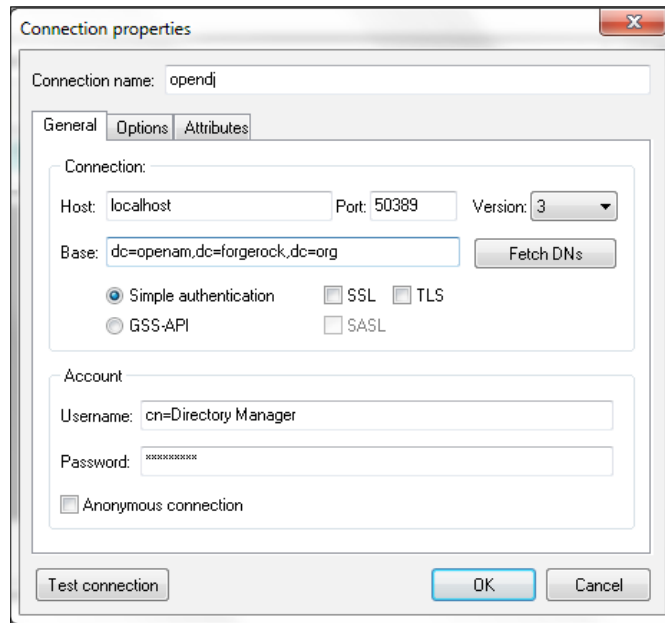 Connection properties
Connection name: opendj
General Options Attributes
Connection:
Host: localhost Port: 50389 Version: 3
Base: dc=openam,dc=forgerock,dc=org Fetch DNs
Simple authentication SSL TLS
GSS-API SASL
Account
Username: cn=Directory Manager
Password: *********
Anonymous connection
Test connection OK Cancel